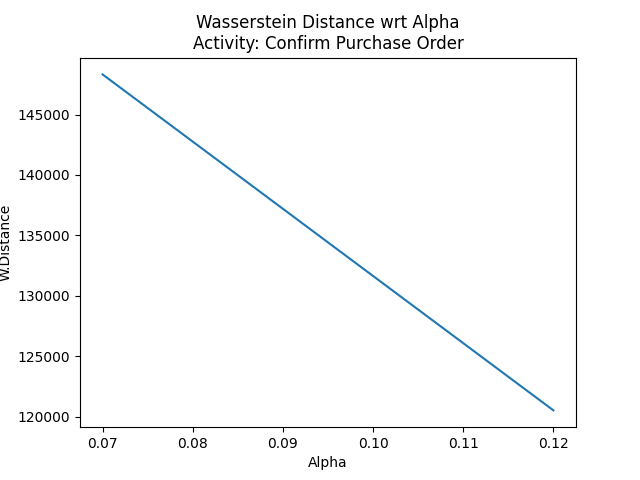 Wasserstein Distance wrt Alpha
Activity: Confirm Purchase Order
145000
140000
135000
130000
125000
120000
W.Distance
0.07 0.08 0.09 0.10 0.11 0.12
Alpha